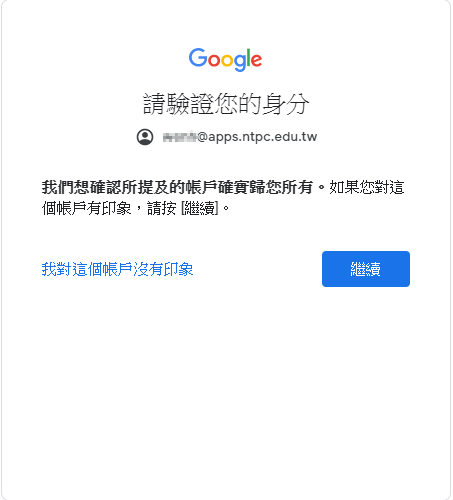 Google
請驗證您的身分
@apps.ntpc.edu.tw
我們想確認所提及的帳戶確實歸您所有。如果您對這
個帳戶有印象，請按 [繼續]。
我對這個帳戶沒有印象
繼續